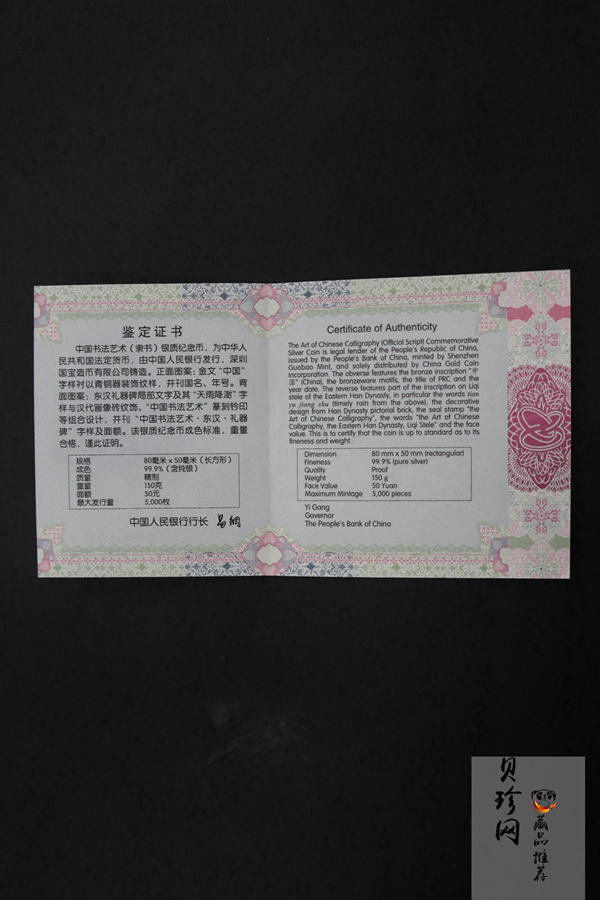 鉴定证书
中国书法艺术（隶书）银质纪念币，为中华人
民共和国法定货币，由中国人民银行发行，深圳
国宝造币有限公司铸造。正面图案：金文“中国”
字样衬以青铜器装饰纹样，并刊国名、年号。背
面图案：东汉礼器碑局部文字及其“天雨降澍”字
样与汉代画像砖纹饰、“中国书法艺术”篆刻钤印
等组合设计，并刊“中国书法艺术·东汉·礼器
碑”字样及面额。该银质纪念币成色标准，重量
合格，谨此证明。
规格 80毫米×50毫米（长方形）
成色 99.9%（含纯银）
质量 精制
重量 150克
面额 50元
最大发行量 5,000枚
中国人民银行行长 易纲
Certificate of Authenticity
The Art of Chinese Calligraphy (Official Script) Commemorative
Silver Coin is legal tender of the People's Republic of China,
issued by the People's Bank of China, minted by Shenzhen
Guobao Mint, and solely distributed by China Gold Coin
Incorporation. The obverse features the bronze inscription "中
国" (China), the bronzeware motifs, the title of PRC and the
year date. The reverse features part of the inscription on Liqi
stele of the Eastern Han Dynasty, in particular the words tian
yu jiang shu (timely rain from the above), the decorative
design from Han Dynasty pictorial brick, the seal stamp "the
Art of Chinese Calligraphy", the words "the Art of Chinese
Calligraphy, the Eastern Han Dynasty, Liqi Stele" and the face
value. This is to certify that the coin is up to standard as to its
fineness and weight.
Dimension 80 mm x 50 mm (rectangular)
Fineness 99.9% (pure silver)
Quality Proof
Weight 150 g
Face Value 50 Yuan
Maximum Mintage 5,000 pieces
Yi Gang
Governor
The People's Bank of China
贝珍网
藏品推荐